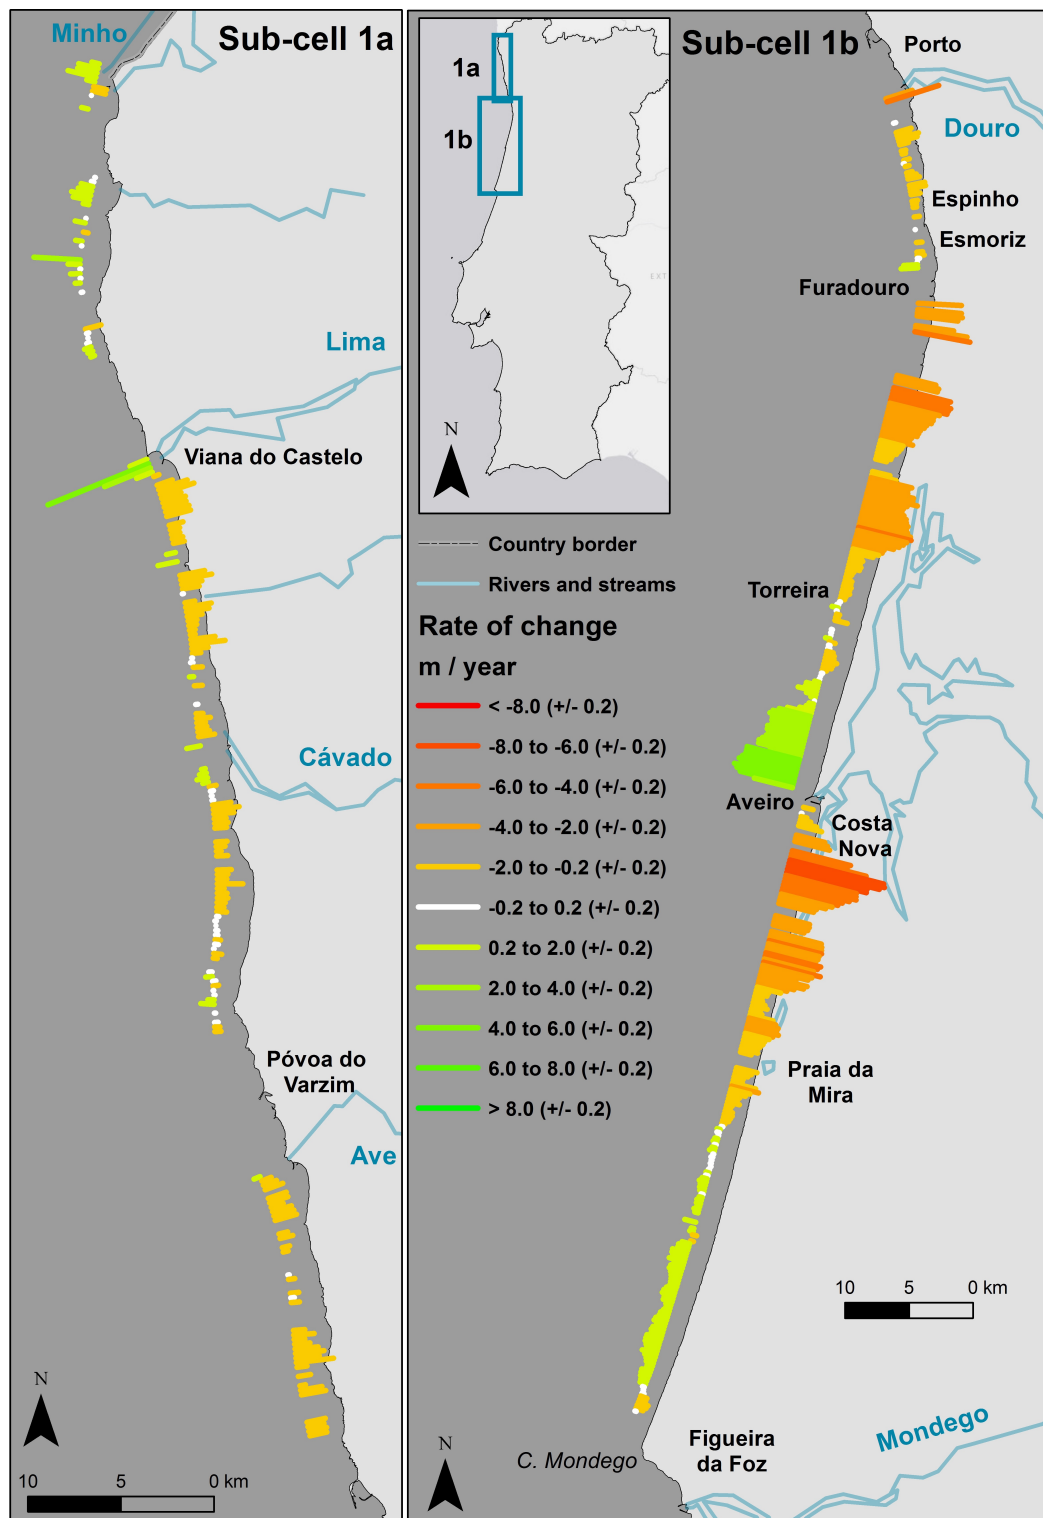 Minho
Sub-cell 1a
Lima
Viana do Castelo
Cávado
Póvoa do
Varzim
Ave
N
10 5 0 km
1a
1b
N
Sub-cell 1b
Porto
Douro
Espinho
Esmoriz
Furadouro
Country border
Rivers and streams
Rate of change
m / year
< -8.0 (+/- 0.2)
-8.0 to -6.0 (+/- 0.2)
-6.0 to -4.0 (+/- 0.2)
-4.0 to -2.0 (+/- 0.2)
-2.0 to -0.2 (+/- 0.2)
-0.2 to 0.2 (+/- 0.2)
0.2 to 2.0 (+/- 0.2)
2.0 to 4.0 (+/- 0.2)
4.0 to 6.0 (+/- 0.2)
6.0 to 8.0 (+/- 0.2)
> 8.0 (+/- 0.2)
Torreira
Aveiro
Costa
Nova
Praia da
Mira
10 5 0 km
Mondego
Figueira
da Foz
C. Mondego
N